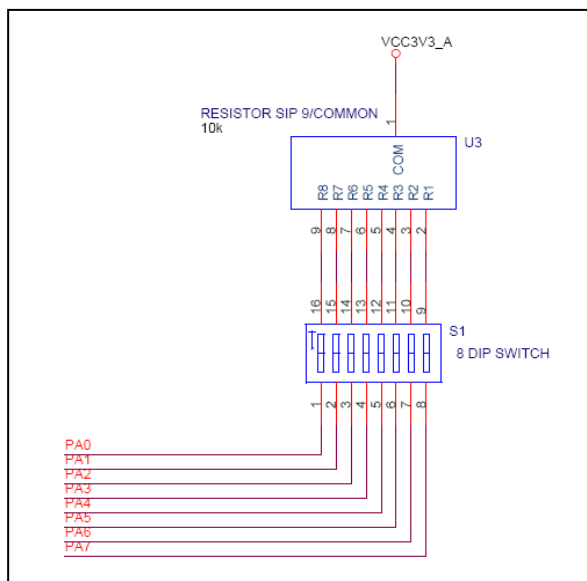 VCC3V3_A
RESISTOR SIP 9/COMMON
10k
1
U3
COM
R8 R7 R6 R5 R4 R3 R2 R1
9 8 7 6 5 4 3 2
16 15 14 13 12 11 10 9
S1
8 DIP SWITCH
1 2 3 4 5 6 7 8
PA0
PA1
PA2
PA3
PA4
PA5
PA6
PA7